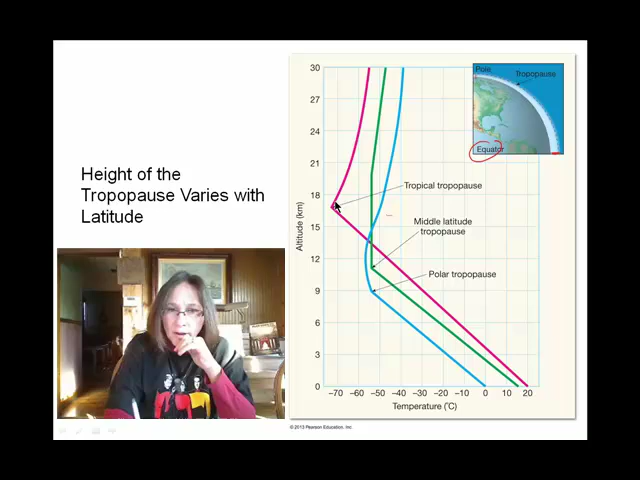 Height of the
Tropopause Varies with
Latitude
30
27
24
21
18
15
12
9
6
3
0
Altitude (km)
−70 −60 −50 −40 −30 −20 −10 0 10 20
Temperature (°C)
Tropical tropopause
Middle latitude
tropopause
Polar tropopause
Pole
Tropopause
Equator
© 2013 Pearson Education, Inc.